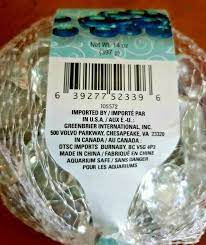 Net Wt. 14 oz
(397 g)
6 39277 52339 6
105572
IMPORTED BY / IMPORTÉ PAR
IN U.S.A. / AUX É.-U. :
GREENBRIER INTERNATIONAL, INC.
500 VOLVO PARKWAY, CHESAPEAKE, VA 23320
IN CANADA / AU CANADA :
DTSC IMPORTS BURNABY, BC V5G 4P2
MADE IN CHINA / FABRIQUÉ EN CHINE
AQUARIUM SAFE / SANS DANGER
POUR LES AQUARIUMS